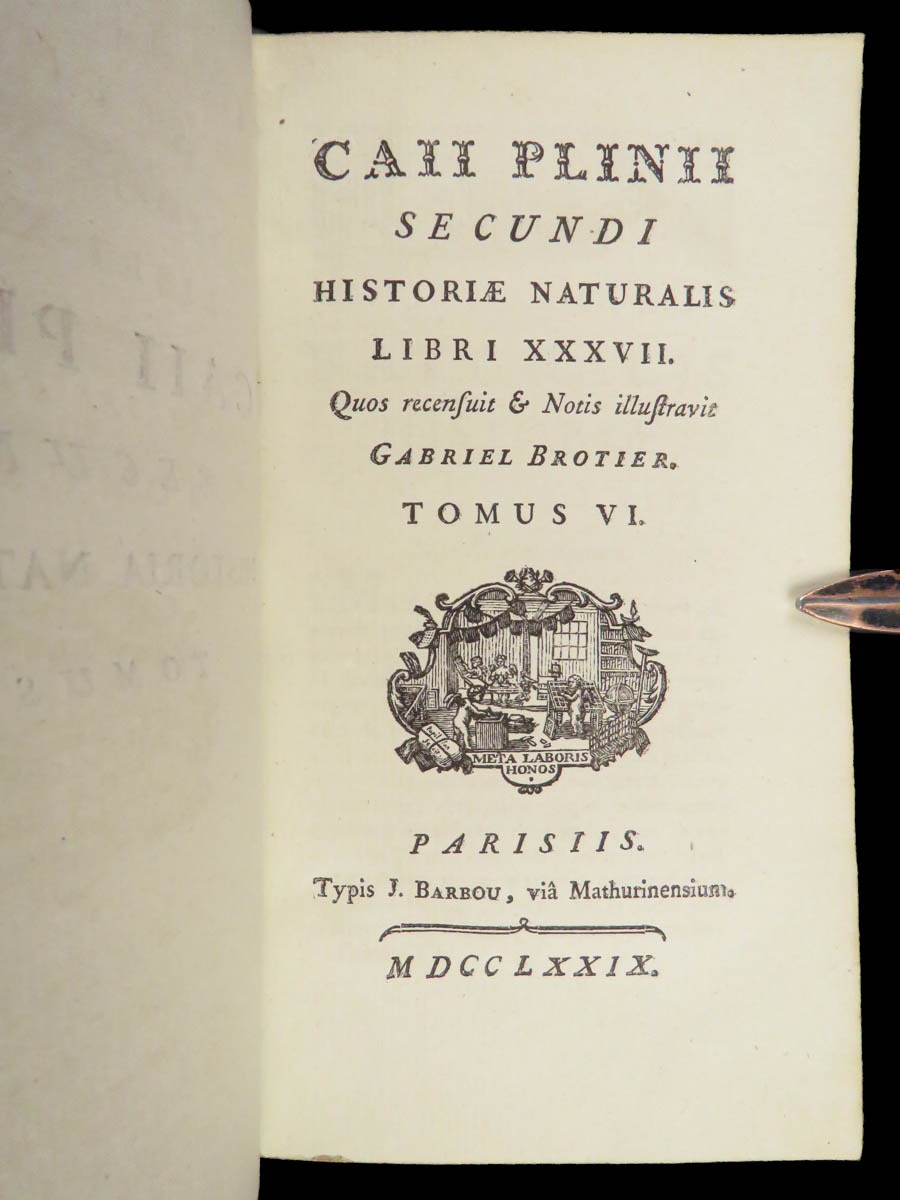 CAII PLINII
SECUNDI
HISTORIÆ NATURALIS
LIBRI XXXVII.
Quos recenſuit & Notis illuſtravit
GABRIEL BROTIER.
TOMUS VI.
META LABORIS
HONOS
PARISIIS.
Typis J. BARBOU, viâ Mathurinensium.
MDCCLXXIX.